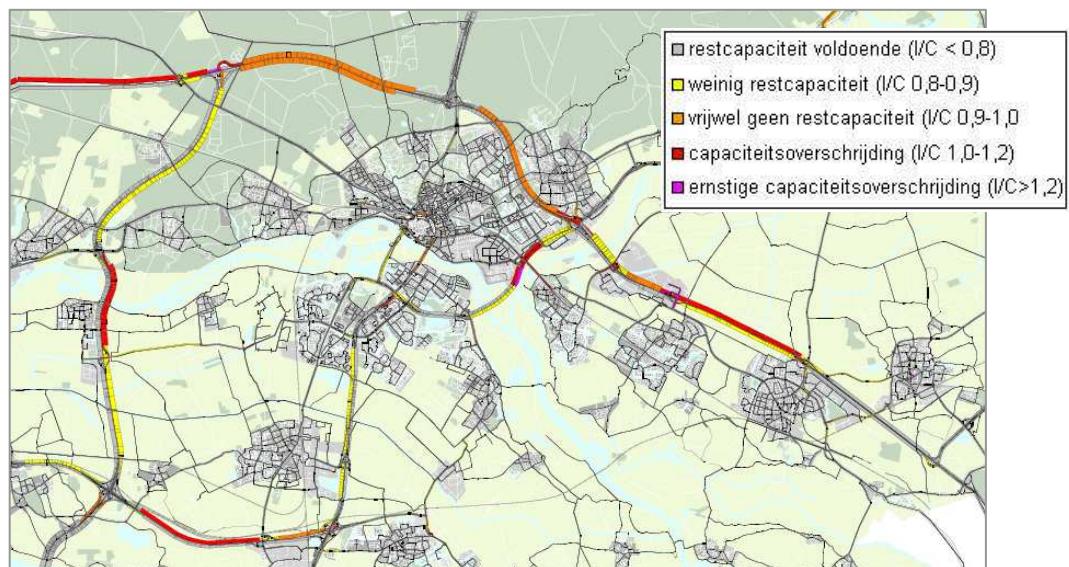 restcapaciteit voldoende (I/C < 0,8)
weinig restcapaciteit (I/C 0,8-0,9)
vrijwel geen restcapaciteit (I/C 0,9-1,0
capaciteitsoverschrijding (I/C 1,0-1,2)
ernstige capaciteitsoverschrijding (I/C>1,2)